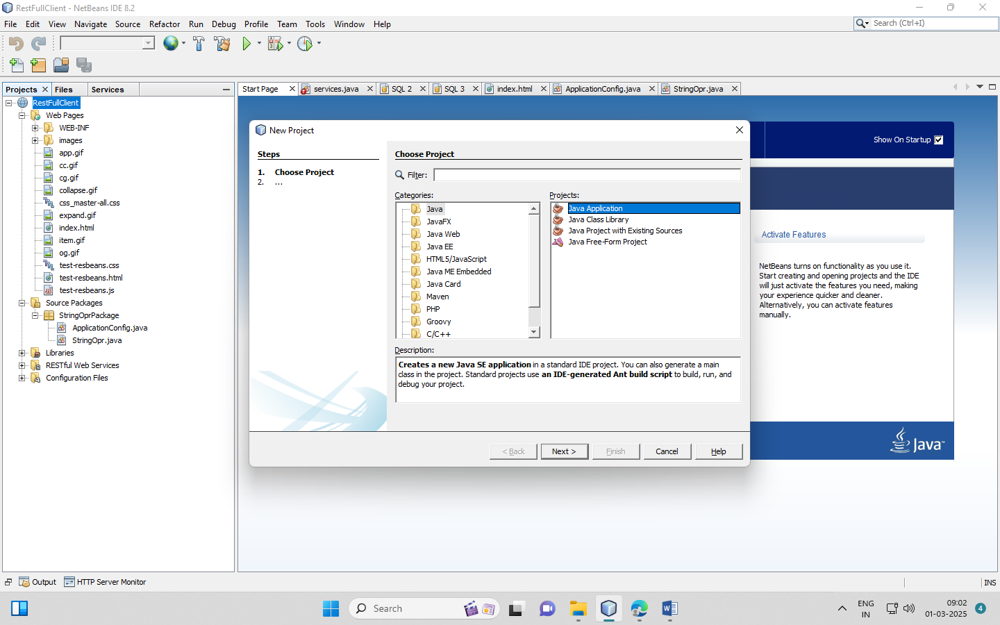 RestFullClient - NetBeans IDE 8.2
File Edit View Navigate Source Refactor Run Debug Profile Team Tools Window Help
Search (Ctrl+I)
Projects Files Services
Start Page services.java SQL 2 SQL 3 index.html ApplicationConfig.java StringOpr.java
RestFullClient
Web Pages
WEB-INF
images
app.gif
cc.gif
cg.gif
collapse.gif
css_master-all.css
expand.gif
index.html
item.gif
og.gif
test-resbeans.css
test-resbeans.html
test-resbeans.js
Source Packages
StringOprPackage
ApplicationConfig.java
StringOpr.java
Libraries
RESTful Web Services
Configuration Files
New Project
Steps
1. Choose Project
2. ...
Choose Project
Filter:
Categories:
Java
JavaFX
Java Web
Java EE
HTML5/JavaScript
Java ME Embedded
Java Card
Maven
PHP
Groovy
C/C++
Projects:
Java Application
Java Class Library
Java Project with Existing Sources
Java Free-Form Project
Description:
Creates a new Java SE application in a standard IDE project. You can also generate a main
class in the project. Standard projects use an IDE-generated Ant build script to build, run, and
debug your project.
< Back Next > Finish Cancel Help
Show On Startup
Activate Features
NetBeans turns on functionality as you use it.
Start creating and opening projects and the IDE
will just activate the features you need, making
your experience quicker and cleaner.
Alternatively, you can activate features
manually.
Java™
Output HTTP Server Monitor
INS
Search
ENG
IN
09:02
01-03-2025
4